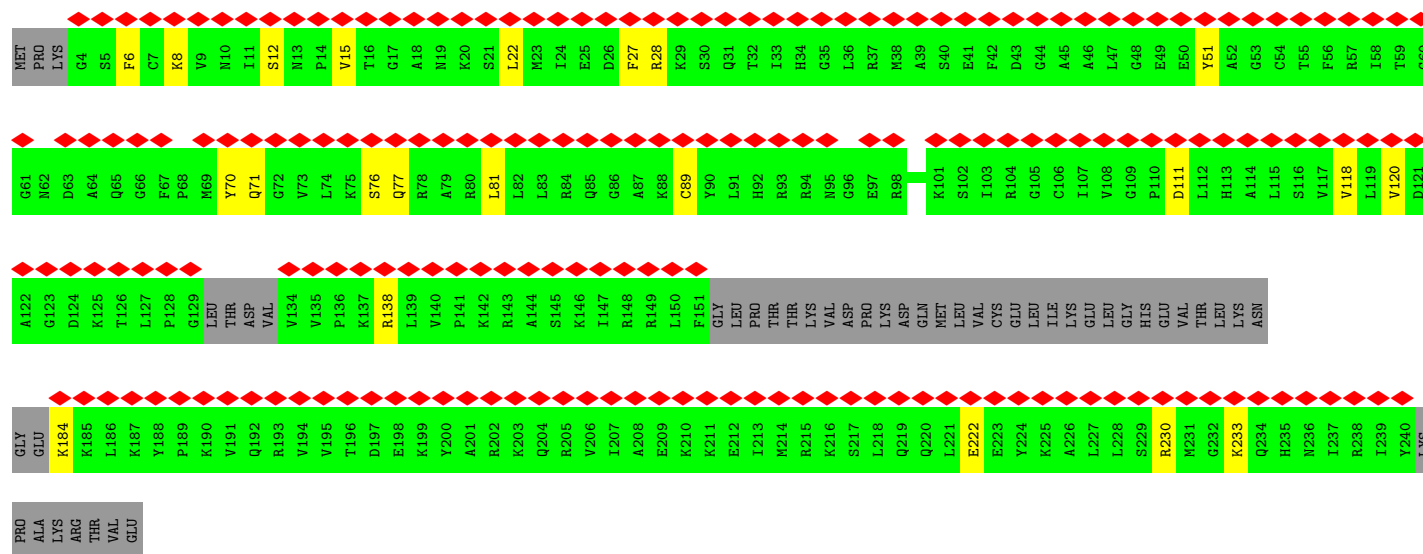 MET PRO LYS G4 S5 F6 C7 K8 V9 N10 I11 S12 N13 P14 V15 T16 G17 A18 N19 K20 S21 L22 M23 I24 E25 D26 F27 R28 K29 S30 Q31 T32 I33 H34 G35 L36 R37 M38 A39 S40 E41 F42 D43 G44 A45 A46 L47 G48 E49 E50 Y51 A52 G53 C54 T55 F56 R57 I58 T59
G61 N62 D63 A64 Q65 G66 F67 P68 M69 Y70 Q71 G72 V73 L74 K75 S76 Q77 R78 A79 R80 L81 L82 L83 R84 Q85 G86 A87 K88 C89 Y90 L91 H92 R93 R94 N95 G96 E97 R98 K101 S102 I103 R104 G105 C106 I107 V108 G109 P110 D111 L112 H113 A114 L115 S116 V117 V118 L119 V120 D121
A122 G123 D124 K125 T126 L127 P128 G129 LEU THR ASP VAL V134 V135 P136 K137 R138 L139 V140 P141 K142 R143 A144 S145 K146 I147 R148 R149 L150 F151 GLY LEU PRO THR THR LYS VAL ASP PRO LYS ASP GLN MET LEU VAL CYS GLU LEU ILE LYS GLU LEU GLY HIS GLU VAL THR LEU LYS ASN
GLY GLU K184 K185 L186 K187 Y188 P189 K190 V191 Q192 R193 V194 V195 T196 D197 E198 K199 Y200 A201 R202 K203 Q204 R205 V206 I207 A208 E209 K210 K211 E212 I213 M214 R215 K216 S217 L218 Q219 Q220 L221 E222 E223 Y224 K225 A226 L227 L228 S229 R230 M231 G232 K233 Q234 H235 N236 I237 R238 I239 Y240
PRO ALA LYS ARG THR VAL GLU